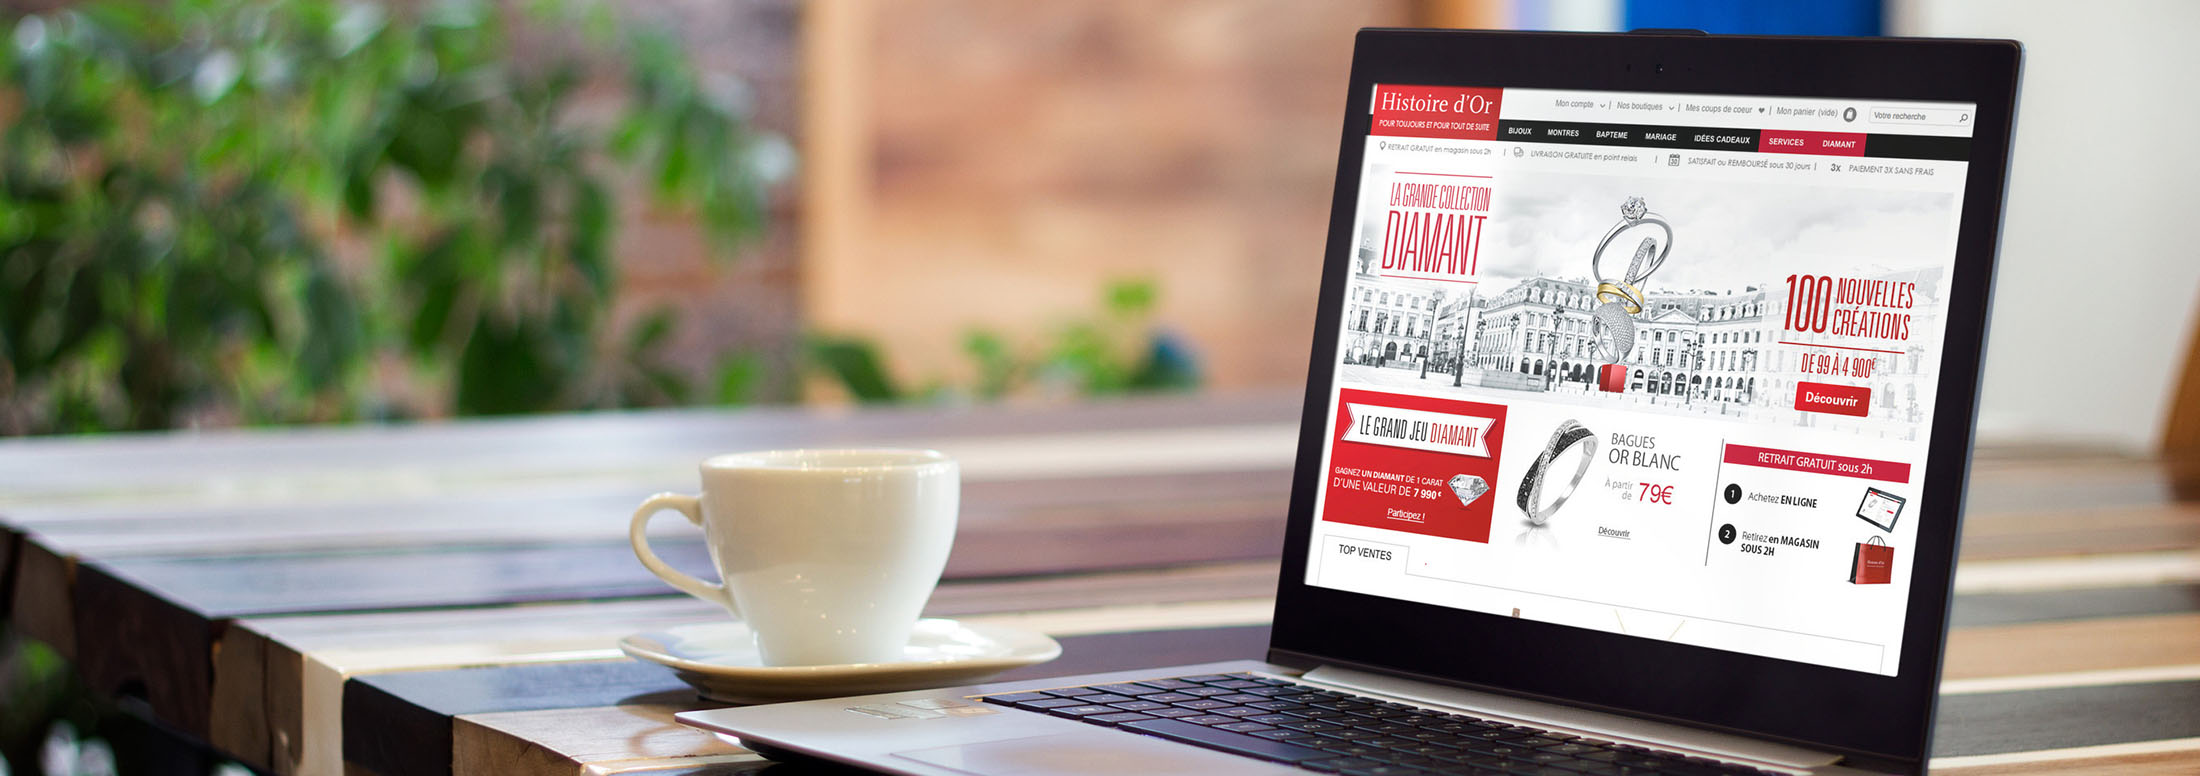 Histoire d'Or
POUR TOUJOURS ET POUR TOUT DE SUITE
Mon compte | Nos boutiques | Mes coups de coeur | Mon panier (vide)
Votre recherche
BIJOUX MONTRES BAPTEME MARIAGE IDÉES CADEAUX SERVICES DIAMANT
RETRAIT GRATUIT en magasin sous 2h | LIVRAISON GRATUITE en point relais | SATISFAIT ou REMBOURSÉ sous 30 jours | 3x PAIEMENT 3X SANS FRAIS
LA GRANDE COLLECTION
DIAMANT
100 NOUVELLES
CRÉATIONS
DE 99 À 4 900€
Découvrir
LE GRAND JEU DIAMANT
GAGNEZ UN DIAMANT DE 1 CARAT
D'UNE VALEUR DE 7 990€
Participez !
BAGUES
OR BLANC
À partir
de 79€
Découvrir
RETRAIT GRATUIT sous 2h
1 Achetez EN LIGNE
2 Retirez en MAGASIN
SOUS 2H
Histoire d'Or
TOP VENTES